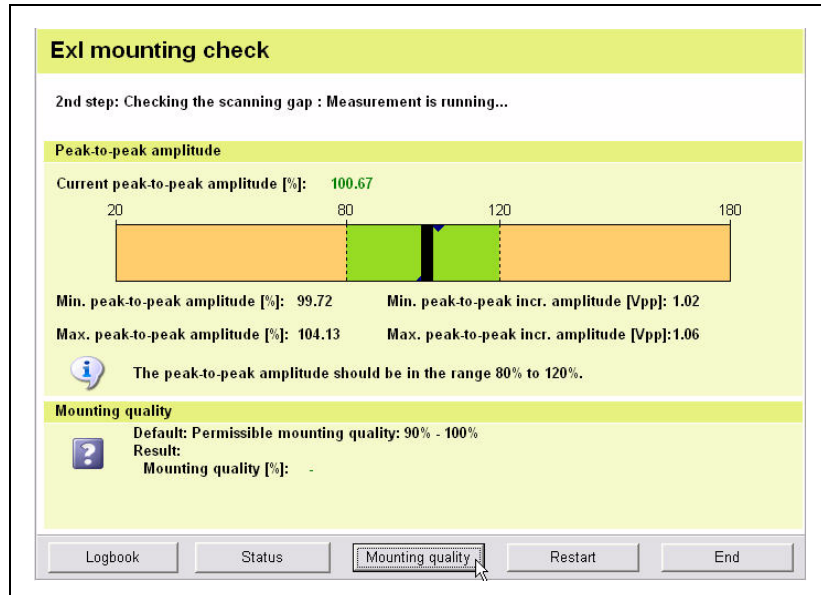 ExI mounting check
2nd step: Checking the scanning gap : Measurement is running...
Peak-to-peak amplitude
Current peak-to-peak amplitude [%]: 100.67
20 80 120 180
Min. peak-to-peak amplitude [%]: 99.72 Min. peak-to-peak incr. amplitude [Vpp]: 1.02
Max. peak-to-peak amplitude [%]: 104.13 Max. peak-to-peak incr. amplitude [Vpp]:1.06
The peak-to-peak amplitude should be in the range 80% to 120%.
Mounting quality
Default: Permissible mounting quality: 90% - 100%
Result:
Mounting quality [%]: -
Logbook Status Mounting quality Restart End